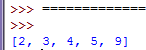 >>> =============
>>>
[2, 3, 4, 5, 9]